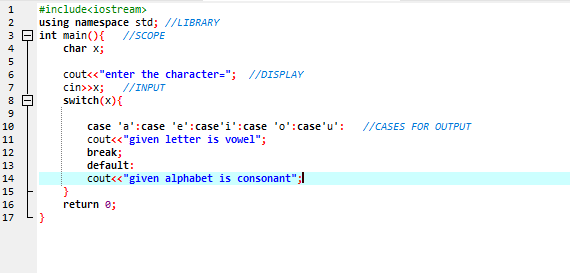 1 #include<iostream>
2 using namespace std; //LIBRARY
3 int main(){ //SCOPE
4 char x;
5
6 cout<<"enter the character="; //DISPLAY
7 cin>>x; //INPUT
8 switch(x){
9
10 case 'a':case 'e':case'i':case 'o':case'u': //CASES FOR OUTPUT
11 cout<<"given letter is vowel";
12 break;
13 default:
14 cout<<"given alphabet is consonant";
15 }
16 return 0;
17 }